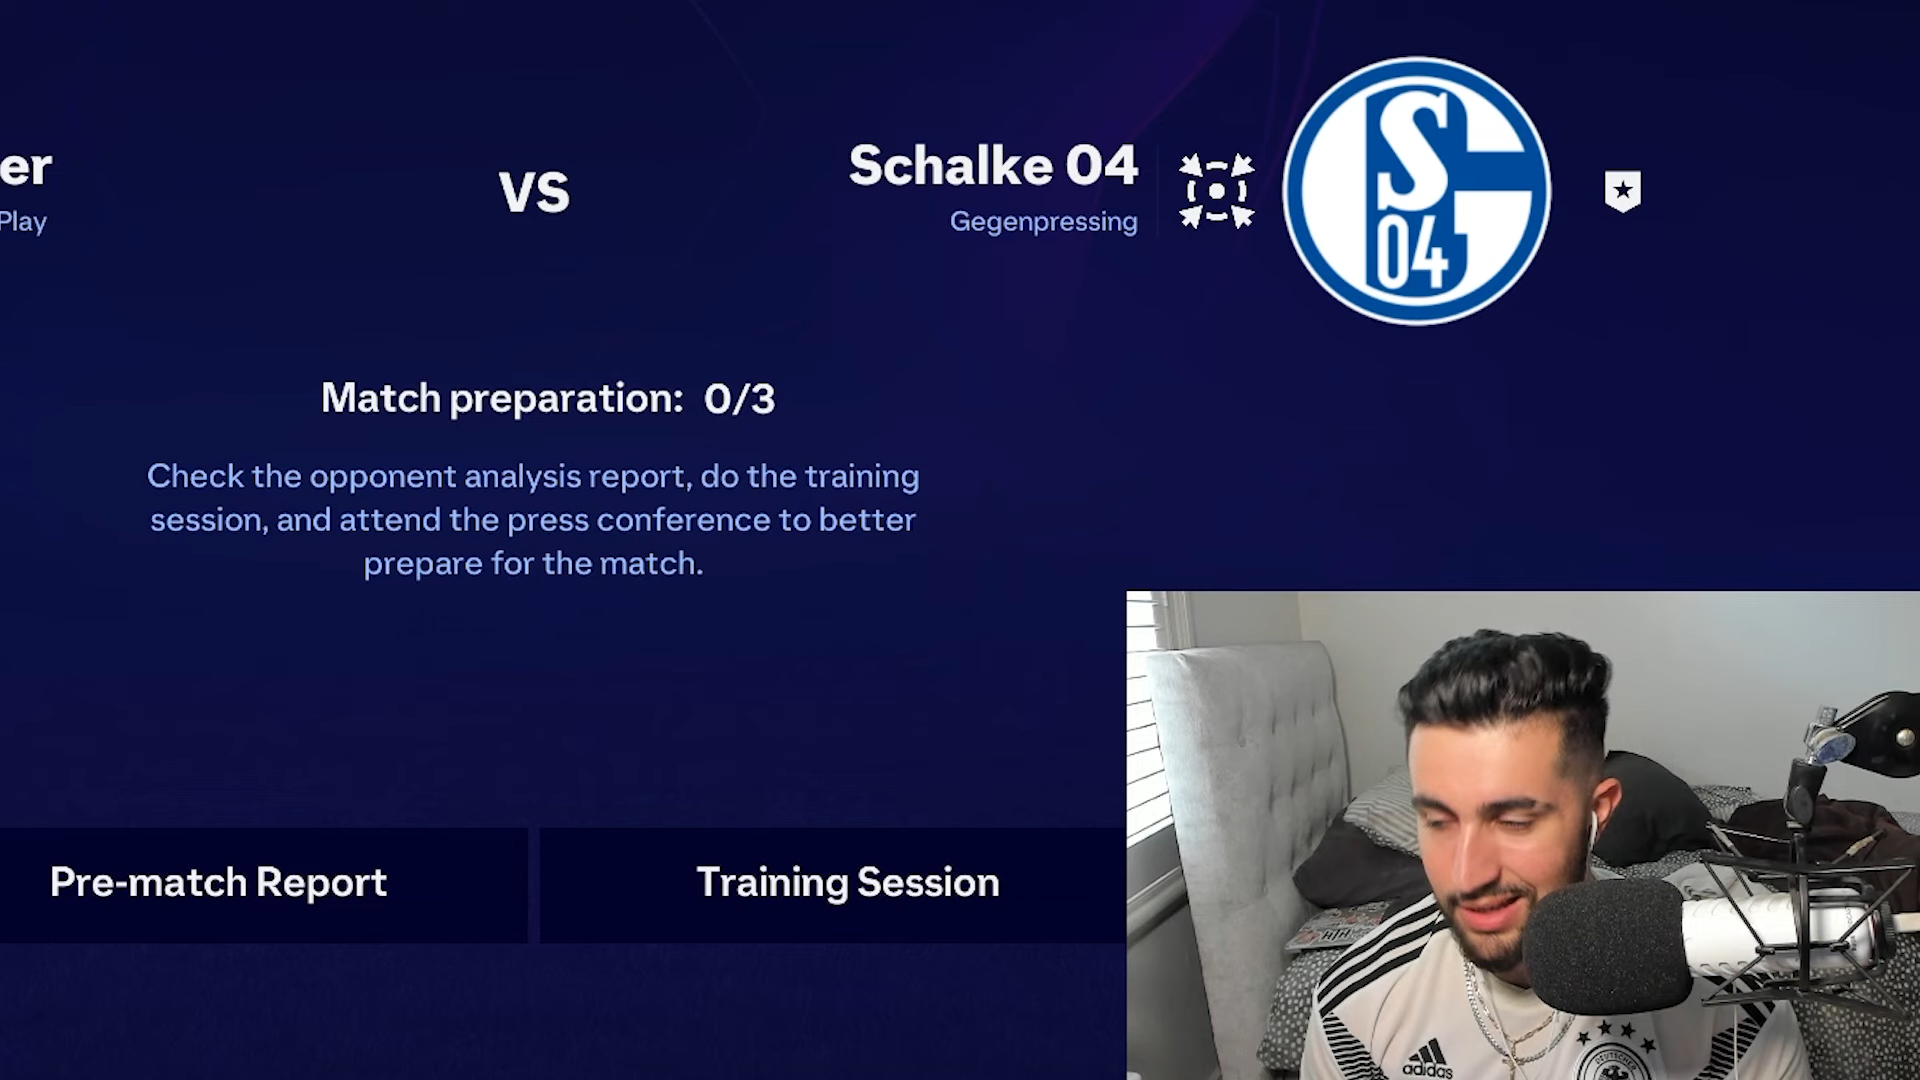 er
Play
VS
Schalke 04
Gegenpressing
S
04
Match preparation: 0/3
Check the opponent analysis report, do the training
session, and attend the press conference to better
prepare for the match.
Pre-match Report
Training Session
adidas
DEUTSCHER